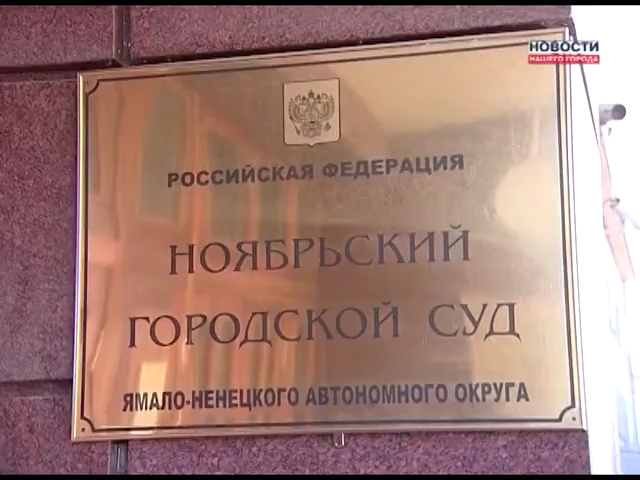 НОВОСТИ
НАШЕГО ГОРОДА
РОССИЙСКАЯ ФЕДЕРАЦИЯ
НОЯБРЬСКИЙ
ГОРОДСКОЙ СУД
ЯМАЛО-НЕНЕЦКОГО АВТОНОМНОГО ОКРУГА